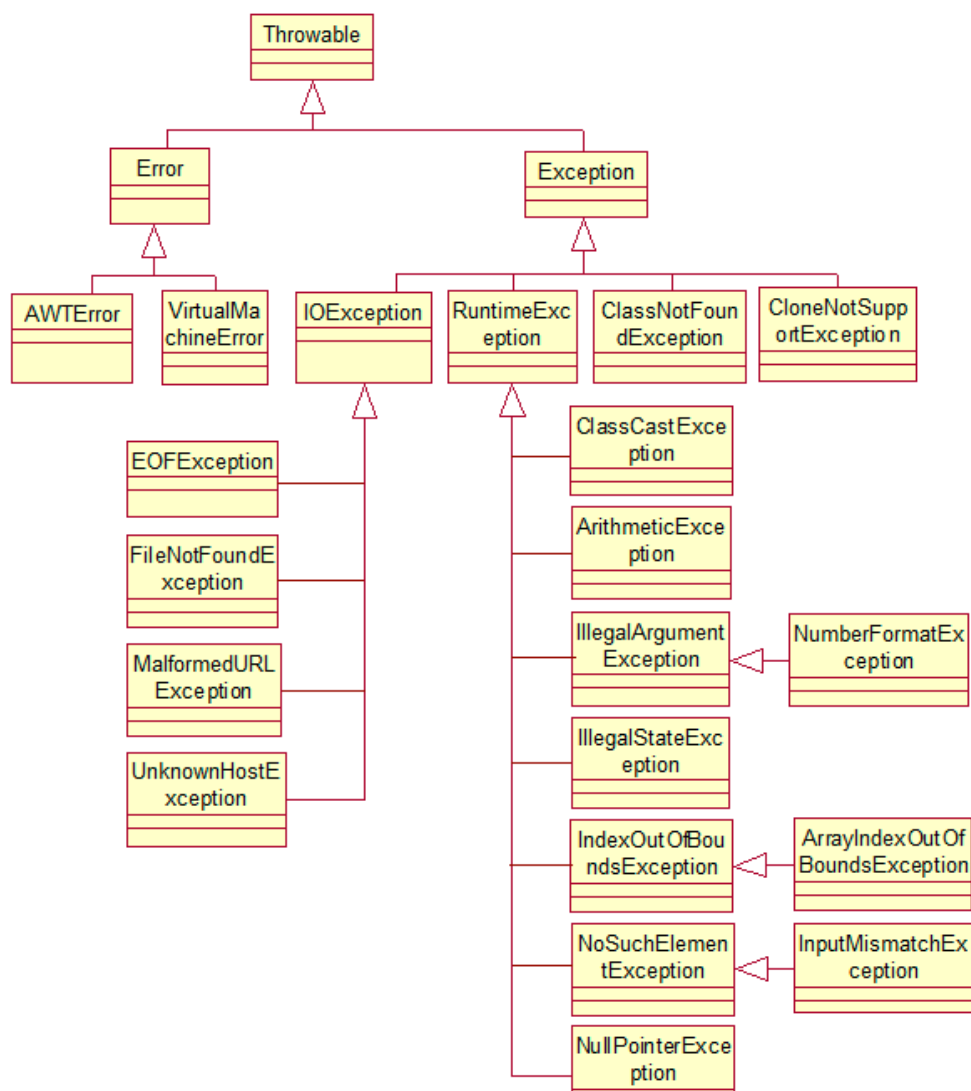 Throwable
Error
Exception
AWTError
VirtualMa
chineError
IOException
RuntimeExc
eption
ClassNotFoun
dException
CloneNotSupp
ortException
EOFException
FileNotFoundE
xception
MalformedURL
Exception
UnknownHostE
xception
ClassCastExce
ption
ArithmeticExce
ption
IllegalArgument
Exception
NumberFormatEx
ception
IllegalStateExc
eption
IndexOutOfBou
ndsException
ArrayIndexOutOf
BoundsException
NoSuchElemen
tException
InputMismatchEx
ception
NullPointerExce
ption